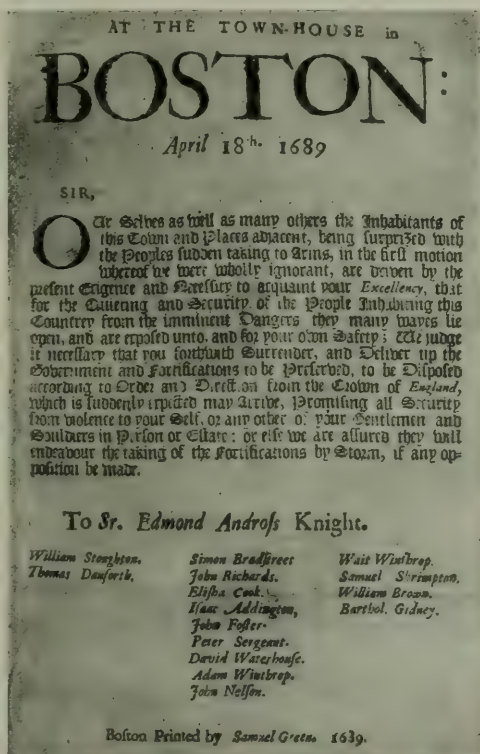 AT THE TOWN-HOUSE in
BOSTON:
April 18th. 1689
SIR,
OUr Selves as well as many others the Inhabitants of
this Town and Places adjacent, being surprized with
the Peoples sudden taking to Arms, in the first motion
whereof we were wholly ignorant, are driven by the
present Exigence and Necessity to acquaint your Excellency, that
for the Quieting and Security of the People Inhabiting this
Countrey from the imminent Dangers they many wayes lie
open, and are exposed unto, and for your own Safety; We judge
it necessary that you forthwith Surrender, and Deliver up the
Government and Fortifications to be Preserved, to be Disposed
according to Order and Direction from the Crown of England,
which is suddenly expected may Arrive, Promising all Security
from violence to your Self, or any other of your Gentlemen and
Souldiers in Person or Estate: or else we are assured they will
endeavour the taking of the Fortifications by Storm, if any op-
position be made.
To Sr. Edmond Andross Knight.
William Stoughton.
Thomas Danforth.
Simon Bradstreet
John Richards.
Elisha Cook.
Isaac Addington,
John Foster.
Peter Sergeant.
David Waterhouse.
Adam Winthrop.
John Nelson.
Wait Winthrop.
Samuel Shrimpton.
William Brown.
Barthol. Gidney.
Boston Printed by Samuel Green. 1689.